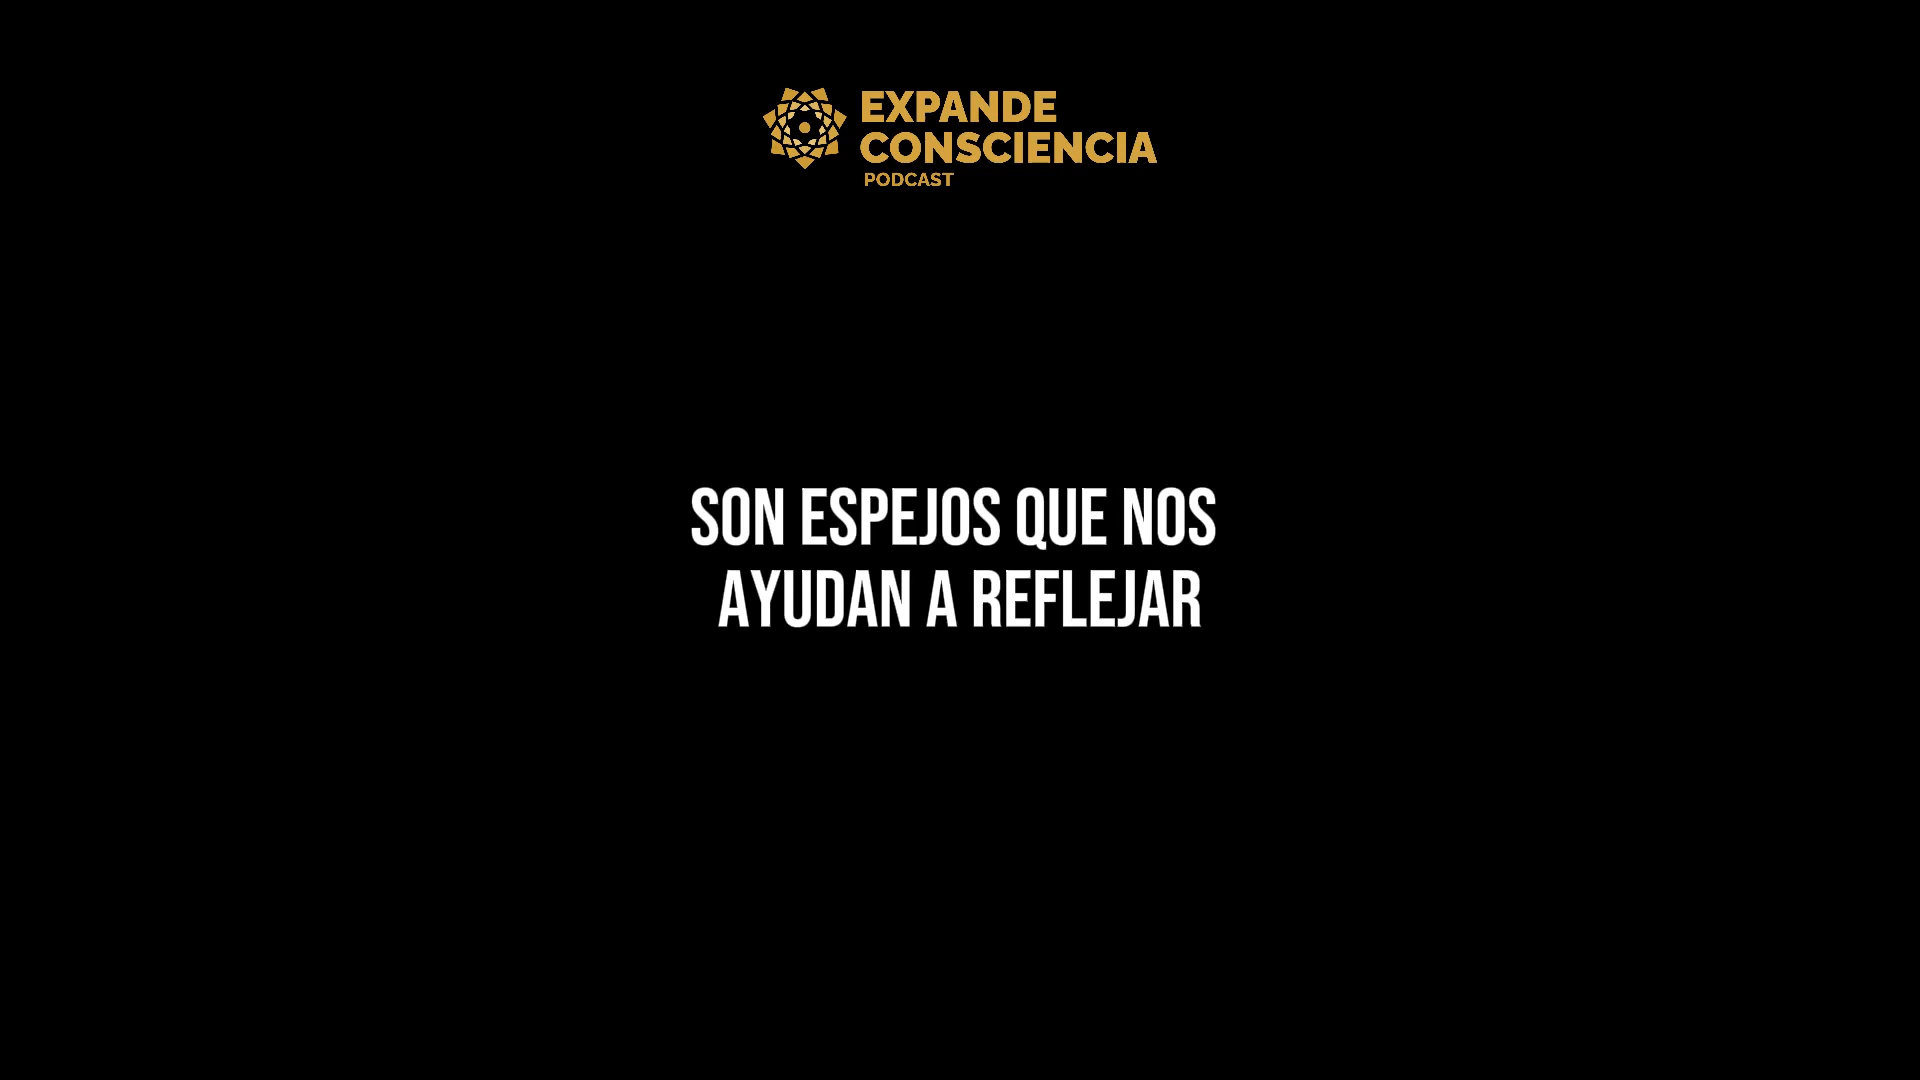 EXPANDE
CONSCIENCIA
PODCAST
SON ESPEJOS QUE NOS
AYUDAN A REFLEJAR